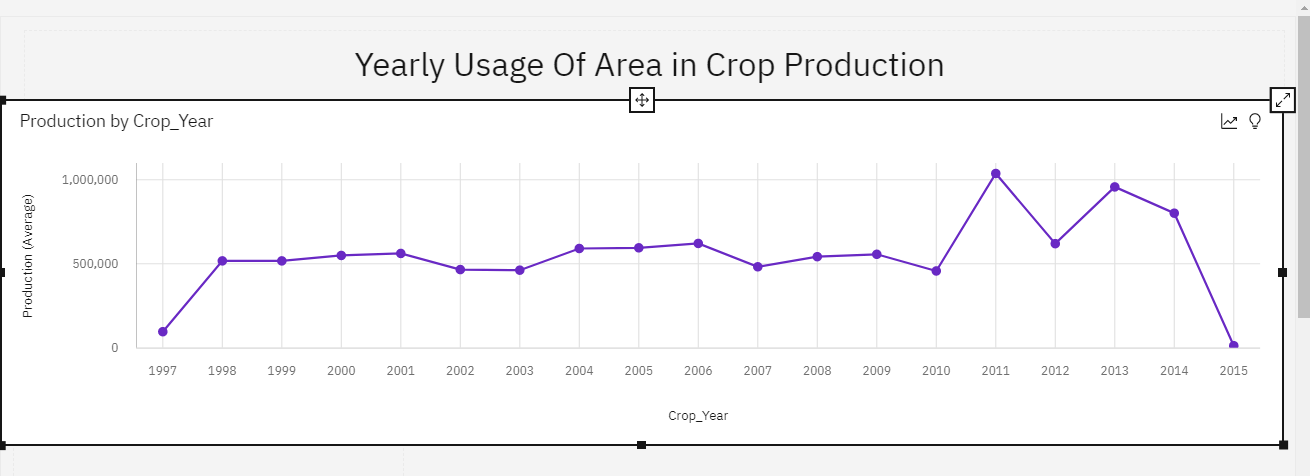 Yearly Usage Of Area in Crop Production
Production by Crop_Year
Production (Average)
1,000,000
500,000
0
1997 1998 1999 2000 2001 2002 2003 2004 2005 2006 2007 2008 2009 2010 2011 2012 2013 2014 2015
Crop_Year